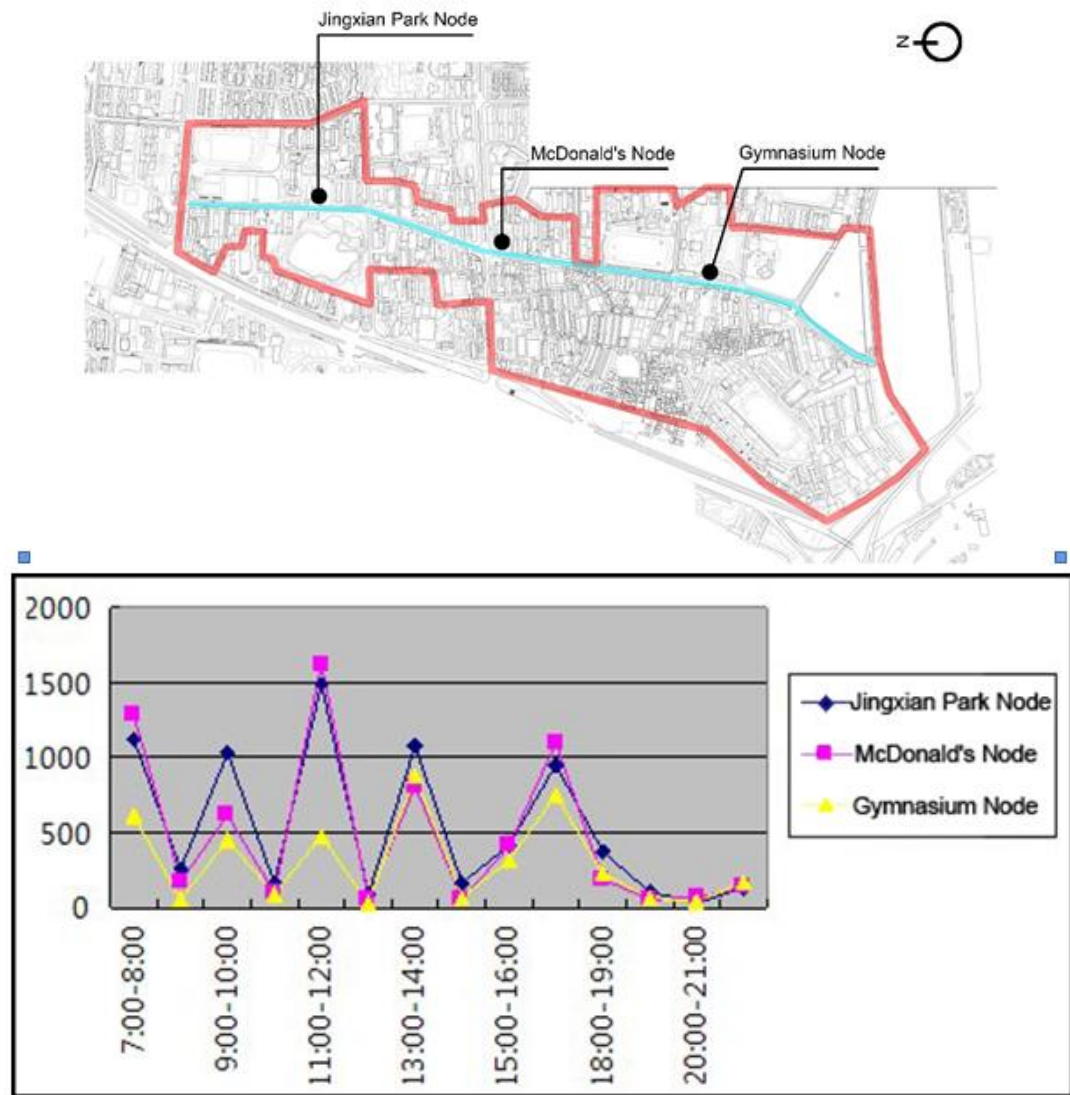 Jingxian Park Node
N
McDonald's Node
Gymnasium Node
2000
1500
1000
500
0
7:00-8:00
9:00-10:00
11:00-12:00
13:00-14:00
15:00-16:00
18:00-19:00
20:00-21:00
Jingxian Park Node
McDonald's Node
Gymnasium Node